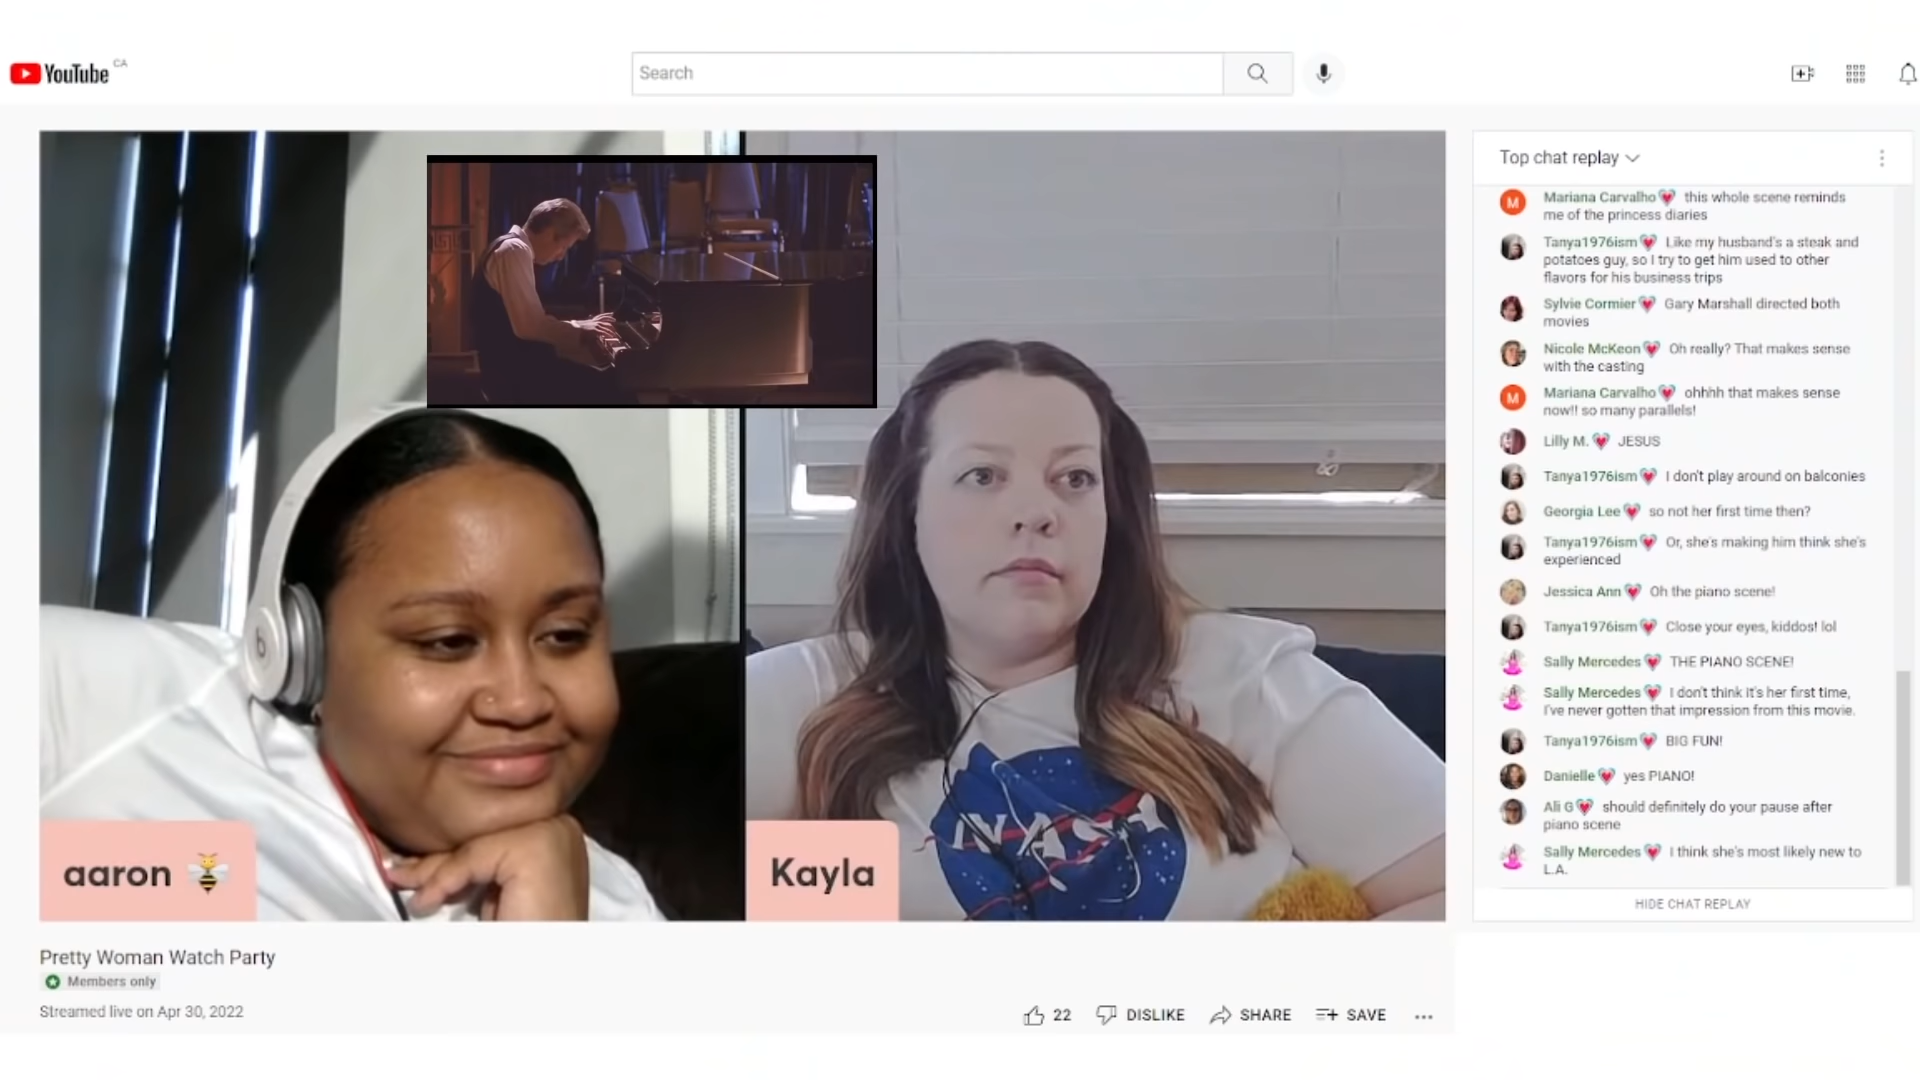 YouTube CA
Search
Top chat replay
Mariana Carvalho this whole scene reminds
me of the princess diaries
Tanya1976ism Like my husband's a steak and
potatoes guy, so I try to get him used to other
flavors for his business trips
Sylvie Cormier Gary Marshall directed both
movies
Nicole McKeon Oh really? That makes sense
with the casting
M
Mariana Carvalho ohhhh that makes sense
now!! so many parallels!
Lilly M. JESUS
Tanya1976ism I don't play around on balconies
Georgia Lee so not her first time then?
Tanya1976ism Or, she's making him think she's
experienced
Jessica Ann Oh the piano scene!
Tanya1976ism Close your eyes, kiddos! lol
Sally Mercedes THE PIANO SCENE!
Sally Mercedes I don't think it's her first time,
I've never gotten that impression from this movie.
Tanya1976ism BIG FUN!
Danielle yes PIANO!
Ali G should definitely do your pause after
piano scene
Sally Mercedes I think she's most likely new to
L.A.
HIDE CHAT REPLAY
b
NASA
aaron
Kayla
Pretty Woman Watch Party
Members only
Streamed live on Apr 30, 2022
22 DISLIKE SHARE SAVE